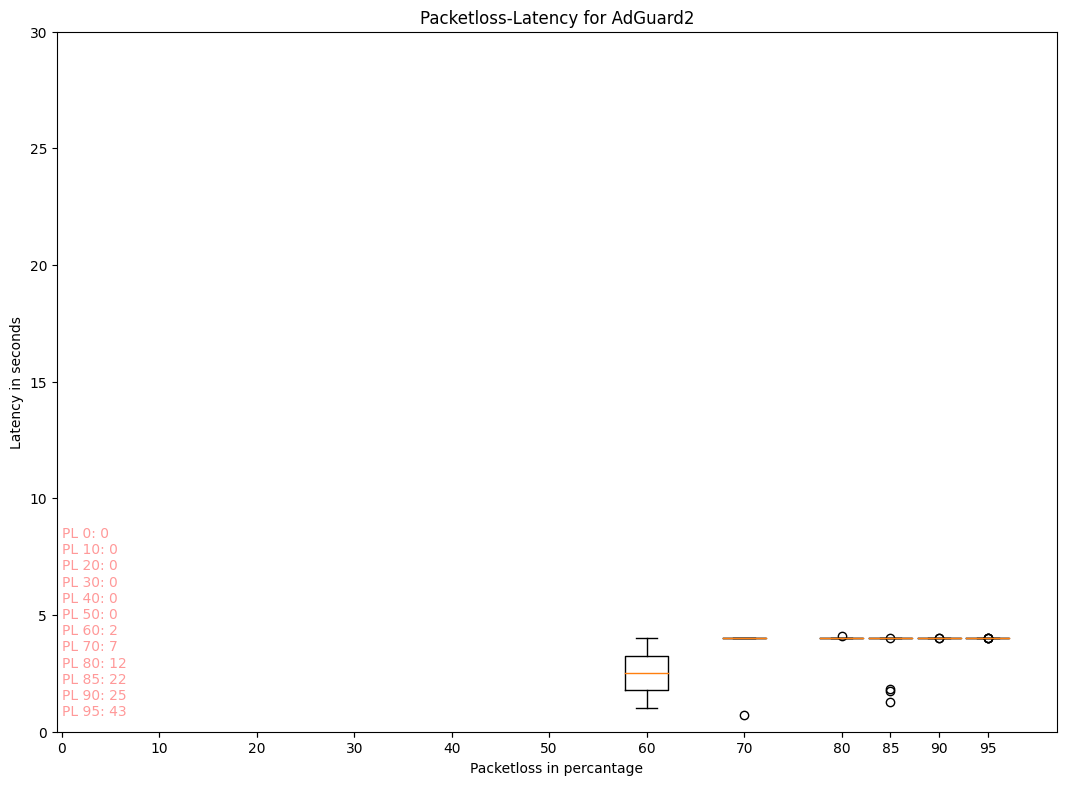 Packetloss-Latency for AdGuard2
30
25
20
15
10
5
0
Latency in seconds
PL 0: 0
PL 10: 0
PL 20: 0
PL 30: 0
PL 40: 0
PL 50: 0
PL 60: 2
PL 70: 7
PL 80: 12
PL 85: 22
PL 90: 25
PL 95: 43
0 10 20 30 40 50 60 70 80 85 90 95
Packetloss in percantage